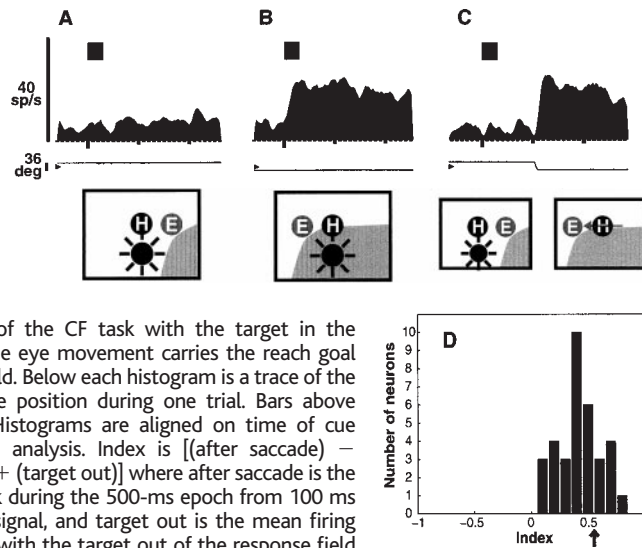 A B C
40
sp/s
36
deg
H E
E H
H E
E H
of the CF task with the target in the
e eye movement carries the reach goal
ld. Below each histogram is a trace of the
e position during one trial. Bars above
Histograms are aligned on time of cue
analysis. Index is [(after saccade) −
+ (target out)] where after saccade is the
k during the 500-ms epoch from 100 ms
signal, and target out is the mean firing
with the target out of the response field
D
Number of neurons
10
9
8
7
6
5
4
3
2
1
0
-1 -0.5 0 0.5
Index